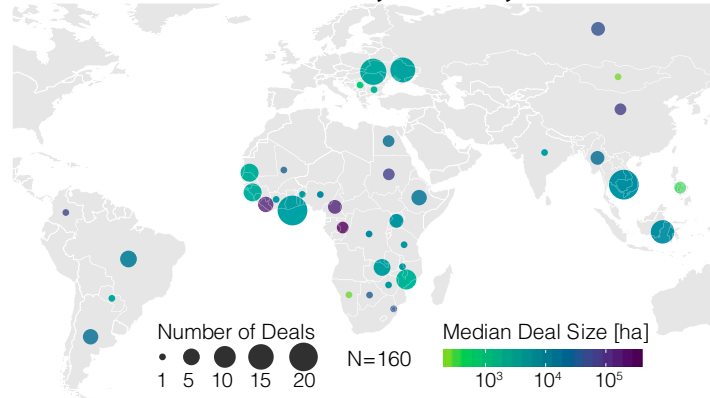 Number of Deals
1 5 10 15 20
N=160
Median Deal Size [ha]
10³ 10⁴ 10⁵